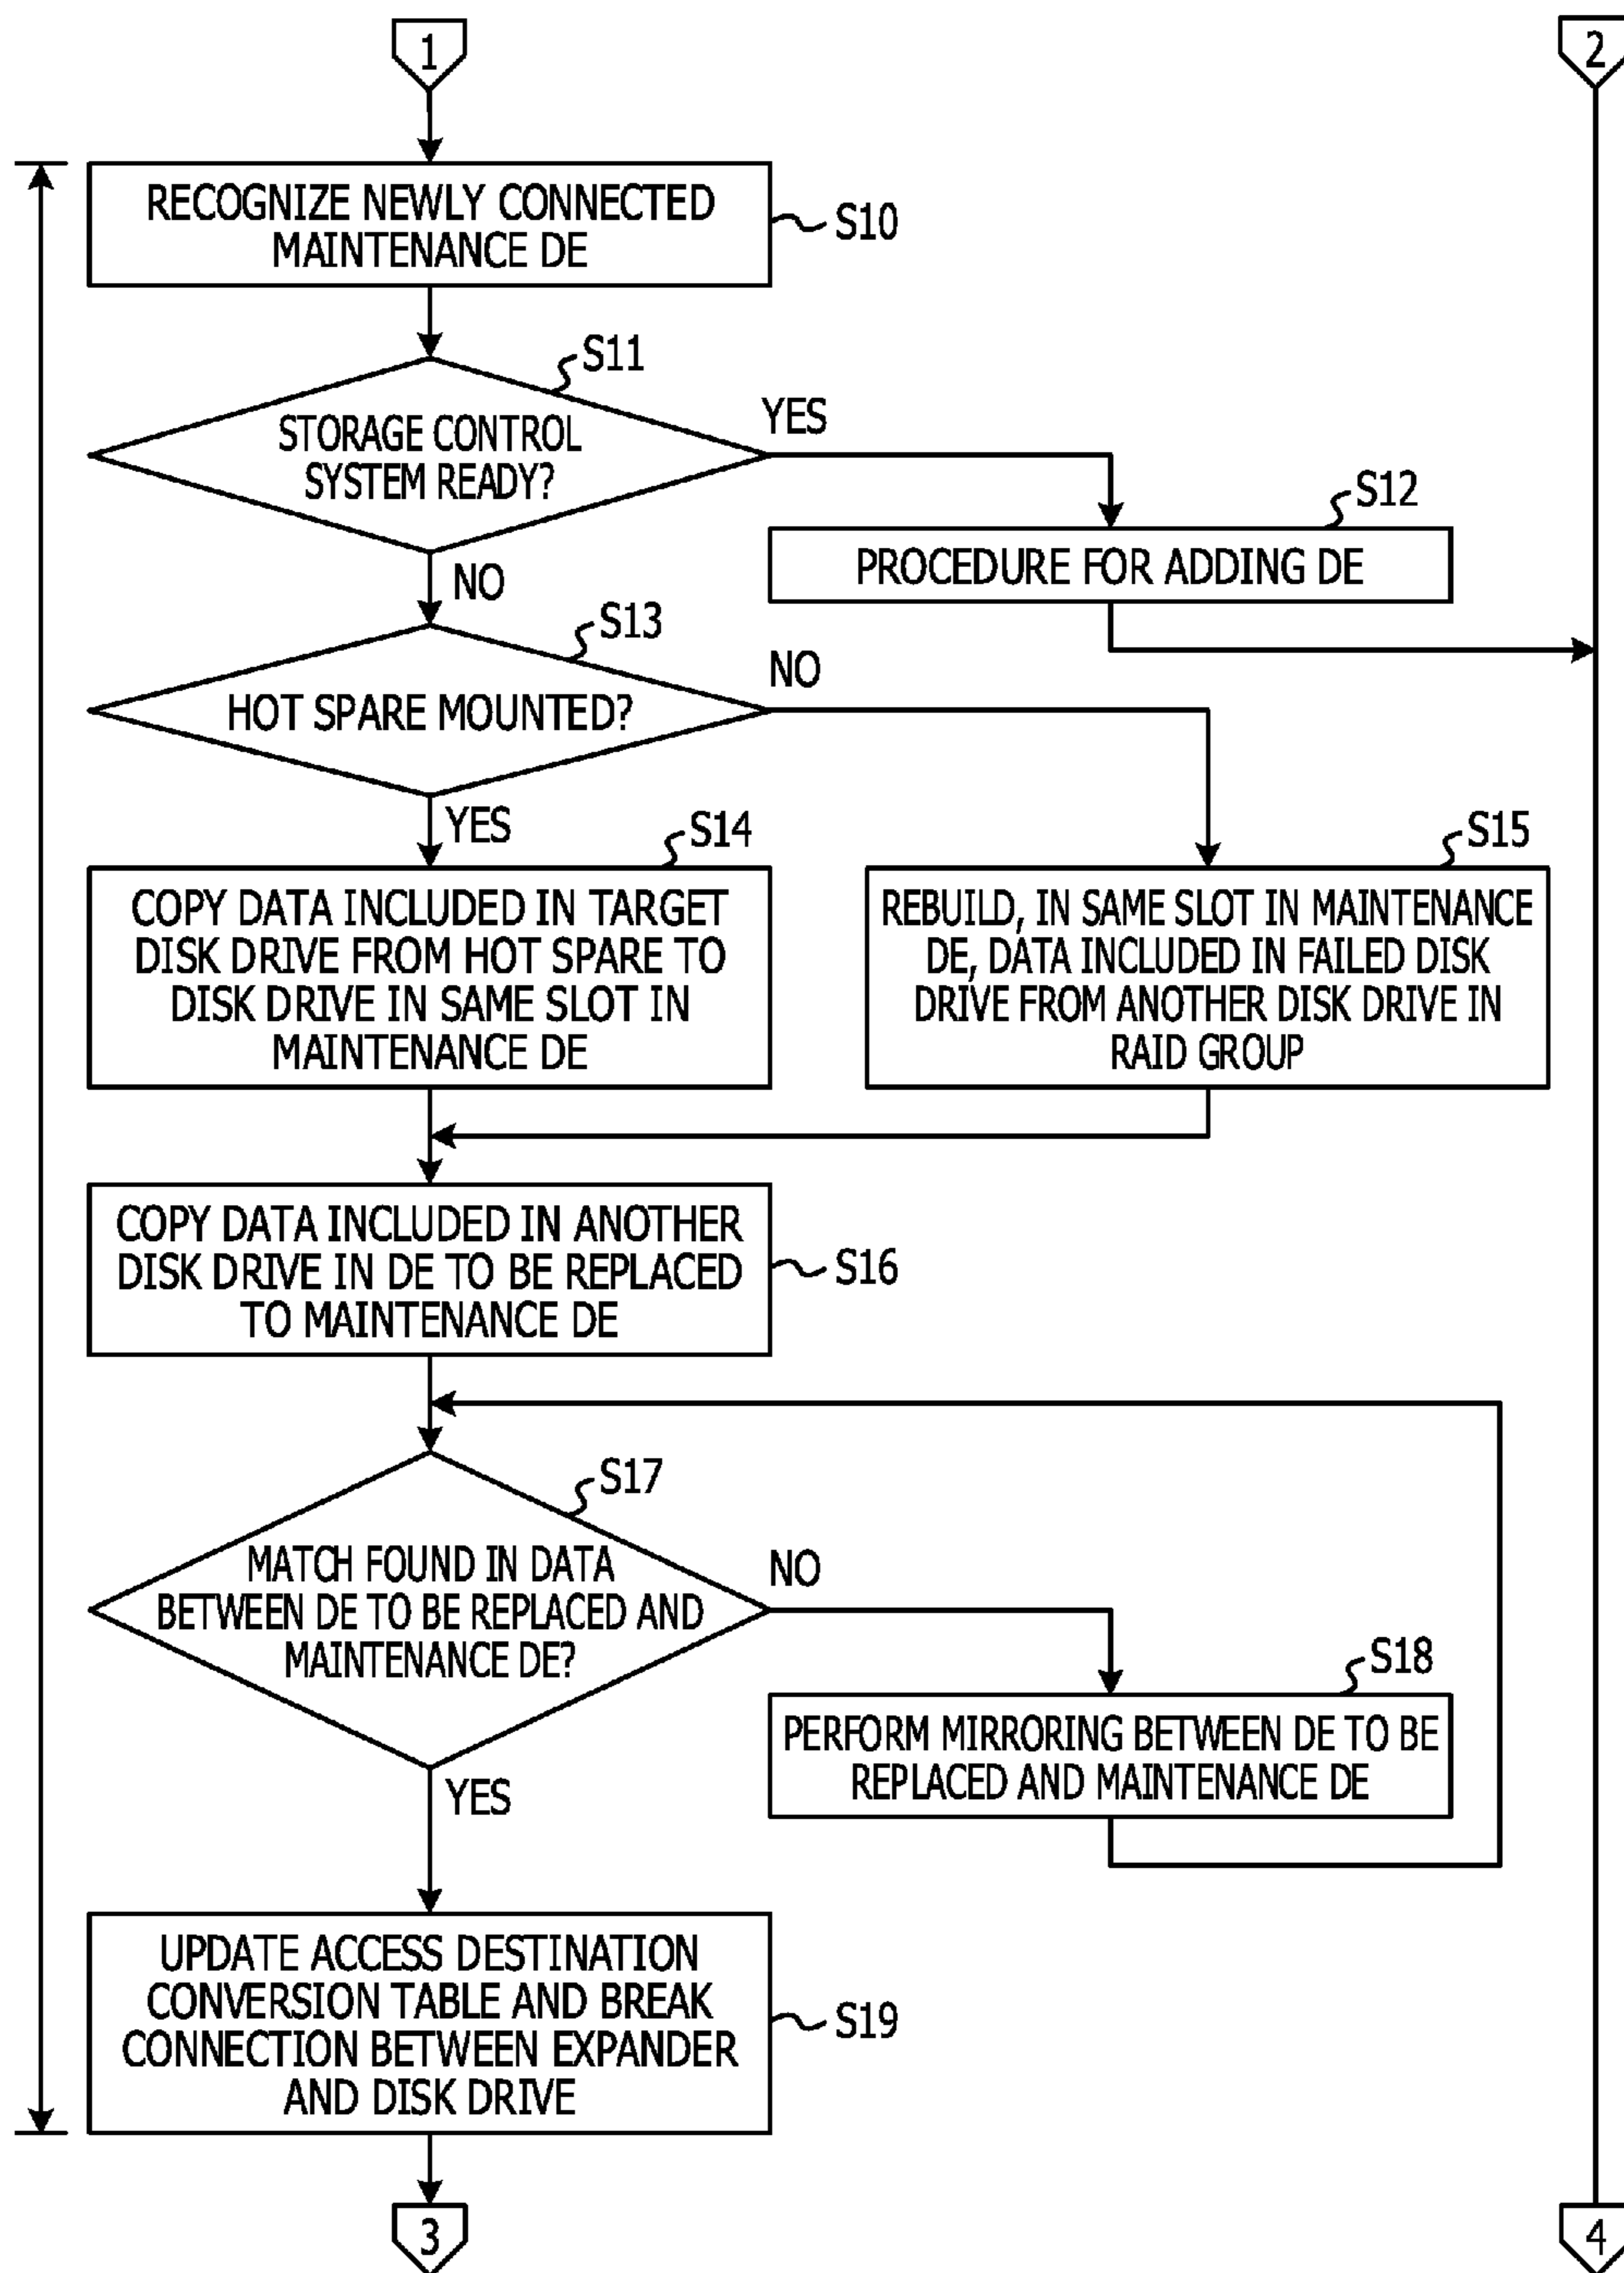 1
2
RECOGNIZE NEWLY CONNECTED
MAINTENANCE DE
S10
S11
STORAGE CONTROL
SYSTEM READY?
YES
S12
PROCEDURE FOR ADDING DE
NO
S13
HOT SPARE MOUNTED?
NO
YES
S14
COPY DATA INCLUDED IN TARGET
DISK DRIVE FROM HOT SPARE TO
DISK DRIVE IN SAME SLOT IN
MAINTENANCE DE
S15
REBUILD, IN SAME SLOT IN MAINTENANCE
DE, DATA INCLUDED IN FAILED DISK
DRIVE FROM ANOTHER DISK DRIVE IN
RAID GROUP
COPY DATA INCLUDED IN ANOTHER
DISK DRIVE IN DE TO BE REPLACED
TO MAINTENANCE DE
S16
S17
MATCH FOUND IN DATA
BETWEEN DE TO BE REPLACED AND
MAINTENANCE DE?
NO
S18
PERFORM MIRRORING BETWEEN DE TO BE
REPLACED AND MAINTENANCE DE
YES
UPDATE ACCESS DESTINATION
CONVERSION TABLE AND BREAK
CONNECTION BETWEEN EXPANDER
AND DISK DRIVE
S19
3
4